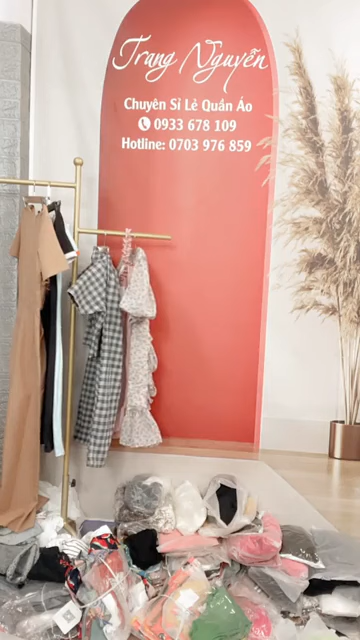 Trang Nguyễn
Chuyên Sỉ Lẻ Quần Áo
0933 678 109
Hotline: 0703 976 859